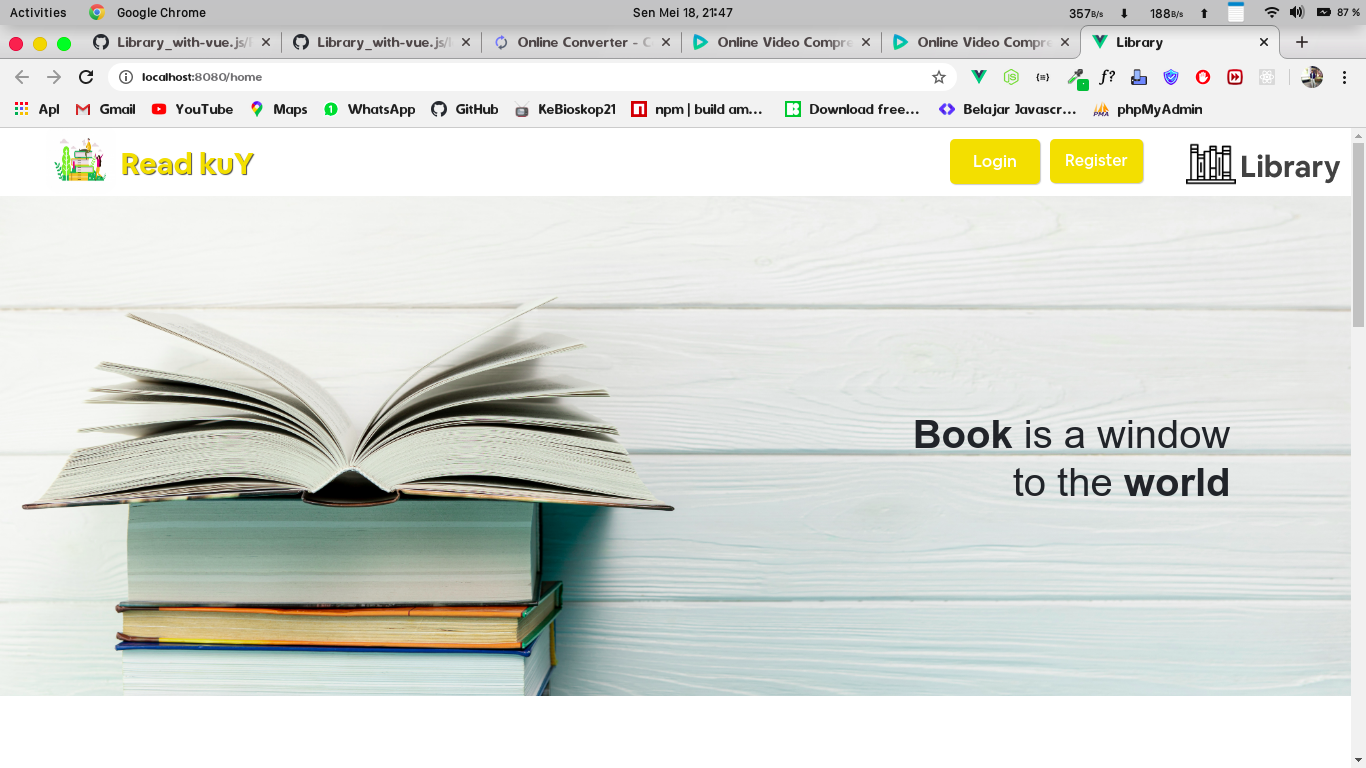 Activities Google Chrome Sen Mei 18, 21:47 357B/s 188B/s 87 %
Library_with-vue.js/ Library_with-vue.js/ Online Converter - Online Video Compre Online Video Compre Library
localhost:8080/home
Apl Gmail YouTube Maps WhatsApp GitHub KeBioskop21 npm | build am... Download free... Belajar Javascr... phpMyAdmin
Read kuY Login Register Library
Book is a window
to the world